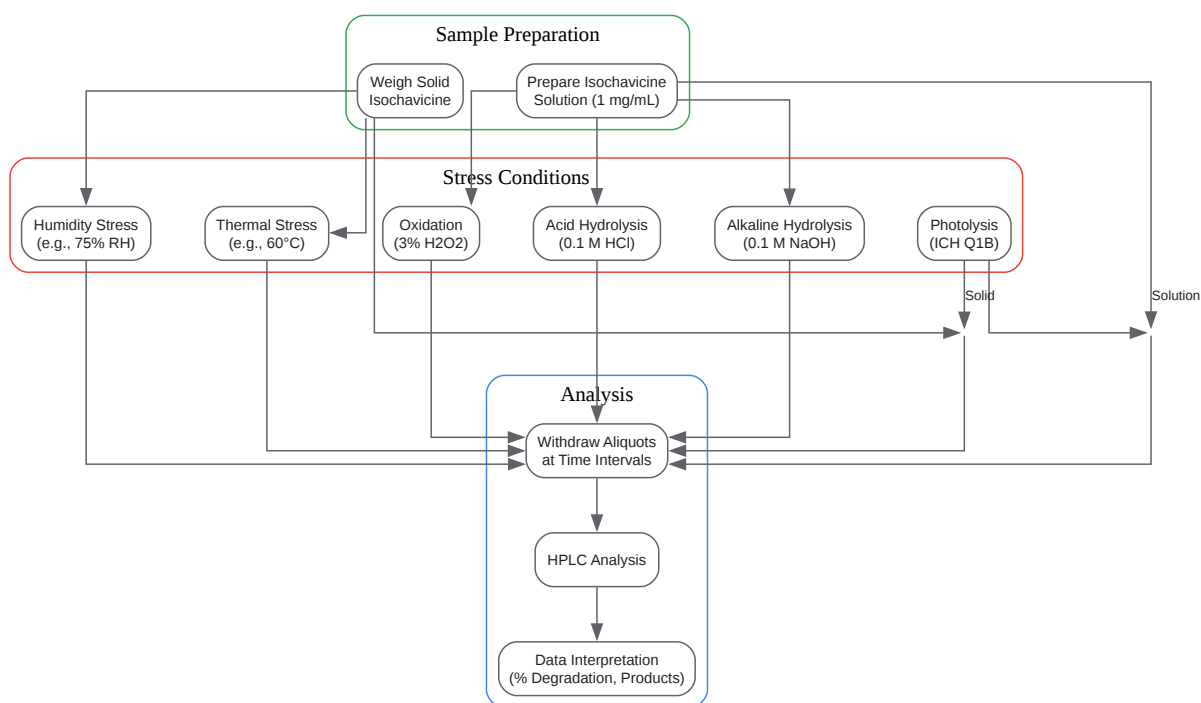 Sample Preparation
Weigh Solid
Isochavicine
Prepare Isochavicine
Solution (1 mg/mL)
Stress Conditions
Humidity Stress
(e.g., 75% RH)
Thermal Stress
(e.g., 60°C)
Oxidation
(3% H2O2)
Acid Hydrolysis
(0.1 M HCl)
Alkaline Hydrolysis
(0.1 M NaOH)
Photolysis
(ICH Q1B)
Solid
Solution
Analysis
Withdraw Aliquots
at Time Intervals
HPLC Analysis
Data Interpretation
(% Degradation, Products)